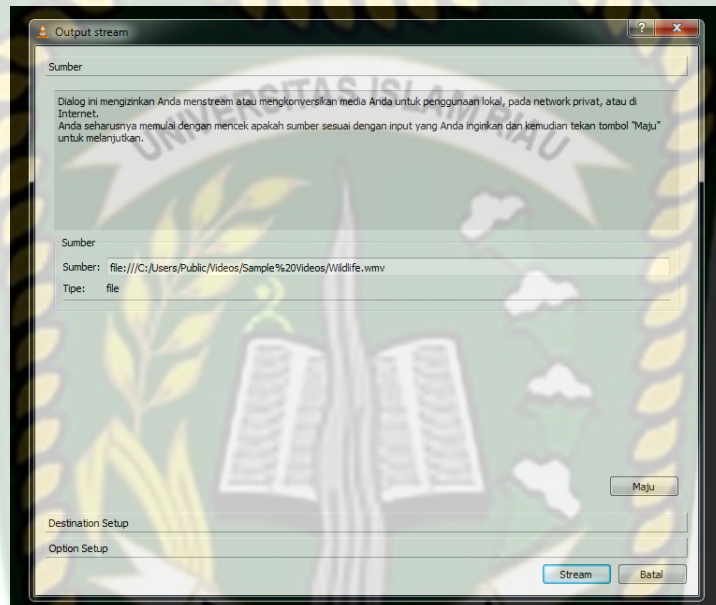 Output stream
Sumber
UNIVERSITAS ISLAM RIAU
Dialog ini mengizinkan Anda menstream atau mengkonversikan media Anda untuk penggunaan lokal, pada network privat, atau di
Internet.
Anda seharusnya memulai dengan mencek apakah sumber sesuai dengan input yang Anda inginkan dan kemudian tekan tombol "Maju"
untuk melanjutkan.
Sumber
Sumber: file:///C:/Users/Public/Videos/Sample%20Videos/Wildlife.wmv
Tipe: file
Maju
Destination Setup
Option Setup
Stream Batal